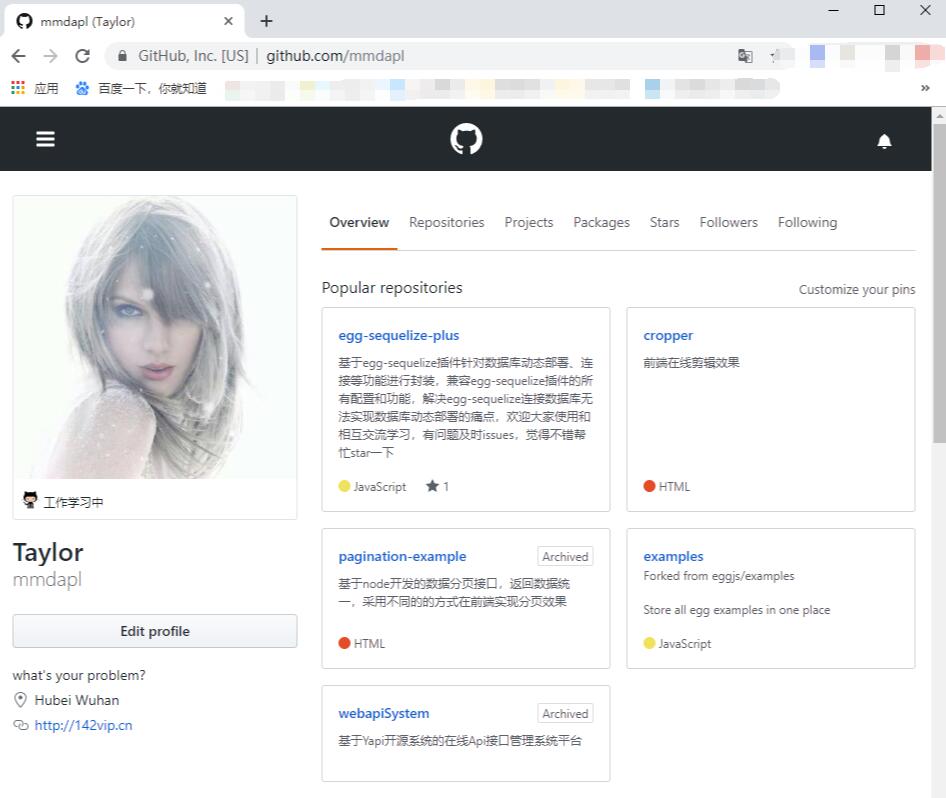 mmdapl (Taylor)
GitHub, Inc. [US] | github.com/mmdapl
应用 百度一下，你就知道
Overview Repositories Projects Packages Stars Followers Following
Popular repositories
Customize your pins
egg-sequelize-plus
基于egg-sequelize插件针对数据库动态部署、连
接等功能进行封装，兼容egg-sequelize插件的所
有配置和功能，解决egg-sequelize连接数据库无
法实现数据库动态部署的痛点，欢迎大家使用和
相互交流学习，有问题及时issues，觉得不错帮
忙star一下
JavaScript 1
cropper
前端在线剪辑效果
HTML
pagination-example Archived
基于node开发的数据分页接口，返回数据统
一，采用不同的的方式在前端实现分页效果
HTML
examples
Forked from eggjs/examples
Store all egg examples in one place
JavaScript
webapiSystem Archived
基于Yapi开源系统的在线Api接口管理系统平台
工作学习中
Taylor
mmdapl
Edit profile
what's your problem?
Hubei Wuhan
http://142vip.cn